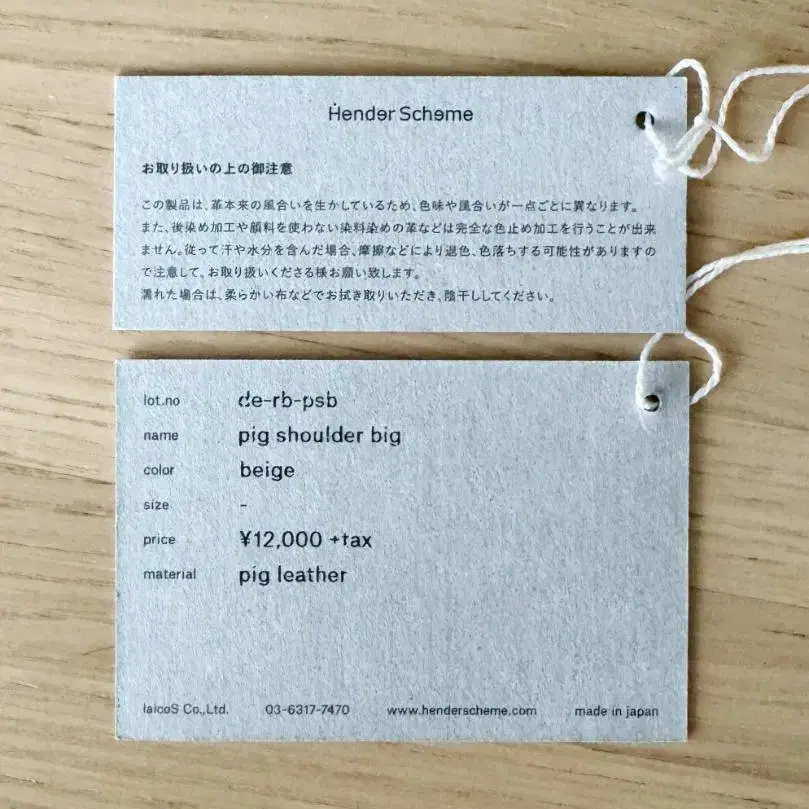 Hender Scheme
お取り扱いの上の御注意
この製品は、革本来の風合いを生かしているため、色味や風合いが一点ごとに異なります。
また、後染め加工や顔料を使わない染料染めの革などは完全な色止め加工を行うことが出来
ません。従って汗や水分を含んだ場合、摩擦などにより退色、色落ちする可能性がありますの
で注意して、お取り扱いくださる様お願い致します。
濡れた場合は、柔らかい布などでお拭き取りいただき、陰干ししてください。
lot.no de-rb-psb
name pig shoulder big
color beige
size -
price ¥12,000 +tax
material pig leather
laicoS Co.,Ltd. 03-6317-7470 www.henderscheme.com made in japan